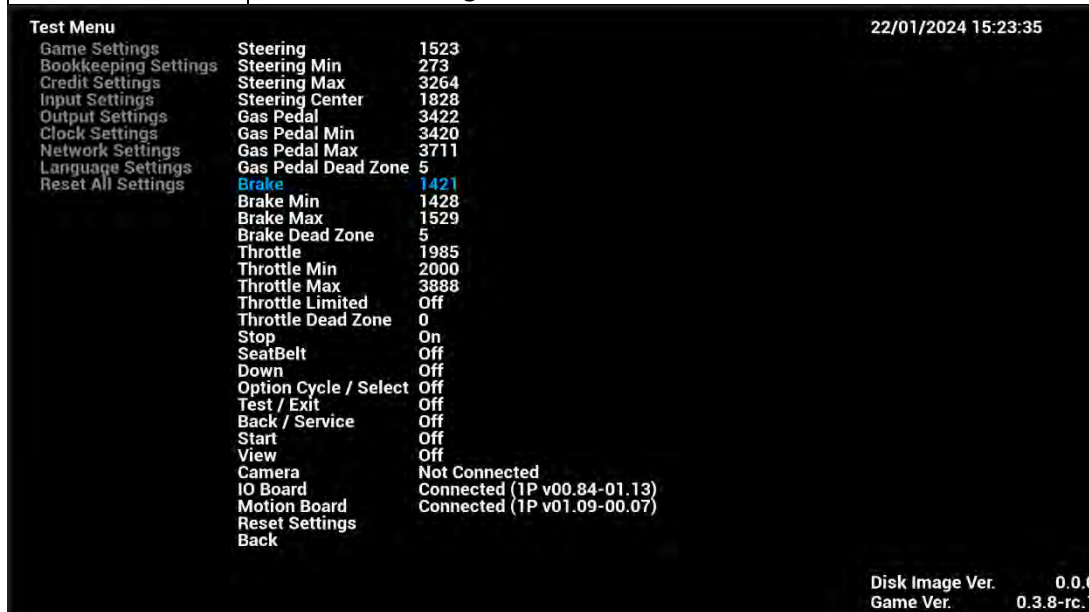 Test Menu 22/01/2024 15:23:35
Game Settings Steering 1523
Bookkeeping Settings Steering Min 273
Credit Settings Steering Max 3264
Input Settings Steering Center 1828
Output Settings Gas Pedal 3422
Clock Settings Gas Pedal Min 3420
Network Settings Gas Pedal Max 3711
Language Settings Gas Pedal Dead Zone 5
Reset All Settings Brake 1421
Brake Min 1428
Brake Max 1529
Brake Dead Zone 5
Throttle 1985
Throttle Min 2000
Throttle Max 3888
Throttle Limited Off
Throttle Dead Zone 0
Stop On
SeatBelt Off
Down Off
Option Cycle / Select Off
Test / Exit Off
Back / Service Off
Start Off
View Off
Camera Not Connected
IO Board Connected (1P v00.84-01.13)
Motion Board Connected (1P v01.09-00.07)
Reset Settings
Back
Disk Image Ver. 0.0.
Game Ver. 0.3.8-rc